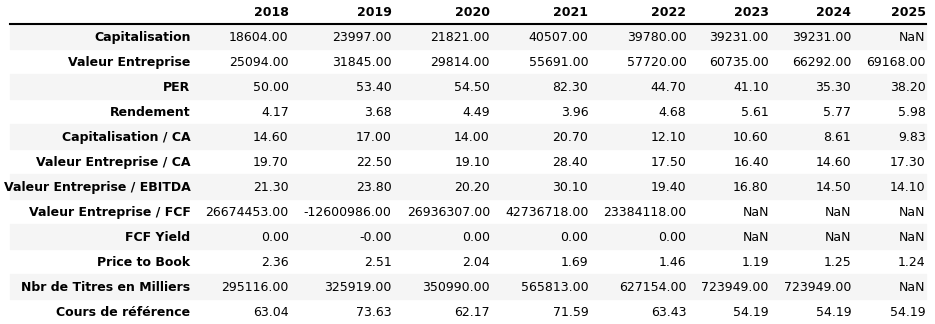 2018 2019 2020 2021 2022 2023 2024 2025
Capitalisation 18604.00 23997.00 21821.00 40507.00 39780.00 39231.00 39231.00 NaN
Valeur Entreprise 25094.00 31845.00 29814.00 55691.00 57720.00 60735.00 66292.00 69168.00
PER 50.00 53.40 54.50 82.30 44.70 41.10 35.30 38.20
Rendement 4.17 3.68 4.49 3.96 4.68 5.61 5.77 5.98
Capitalisation / CA 14.60 17.00 14.00 20.70 12.10 10.60 8.61 9.83
Valeur Entreprise / CA 19.70 22.50 19.10 28.40 17.50 16.40 14.60 17.30
Valeur Entreprise / EBITDA 21.30 23.80 20.20 30.10 19.40 16.80 14.50 14.10
Valeur Entreprise / FCF 26674453.00 -12600986.00 26936307.00 42736718.00 23384118.00 NaN NaN NaN
FCF Yield 0.00 -0.00 0.00 0.00 0.00 NaN NaN NaN
Price to Book 2.36 2.51 2.04 1.69 1.46 1.19 1.25 1.24
Nbr de Titres en Milliers 295116.00 325919.00 350990.00 565813.00 627154.00 723949.00 723949.00 NaN
Cours de référence 63.04 73.63 62.17 71.59 63.43 54.19 54.19 54.19